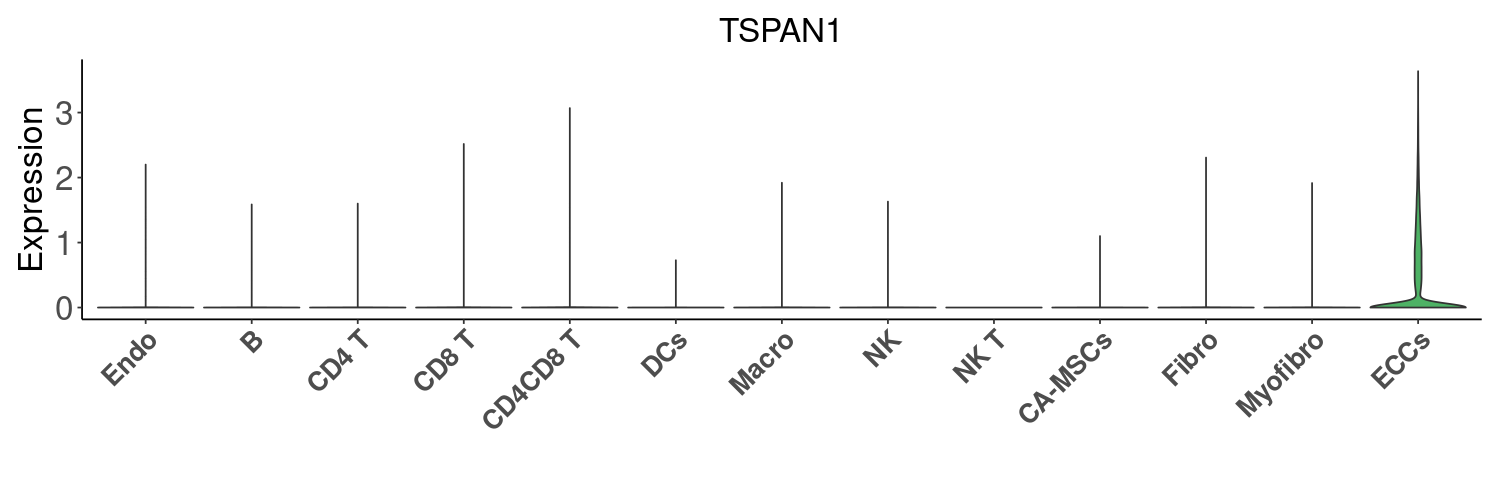 TSPAN1
Expression
3
2
1
0
Endo
B
CD4 T
CD8 T
CD4CD8 T
DCs
Macro
NK
NK T
CA-MSCs
Fibro
Myofibro
ECCs